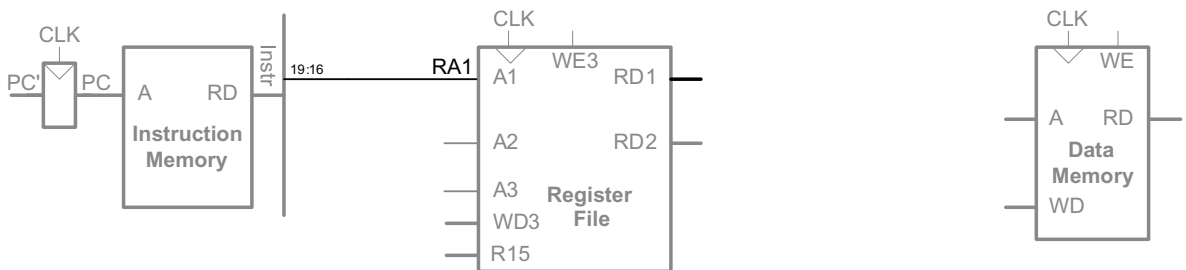 CLK
PC'
PC
A
RD
Instruction
Memory
Instr
19:16
RA1
CLK
WE3
A1
RD1
A2
RD2
A3
Register
File
WD3
R15
CLK
WE
A
RD
Data
Memory
WD